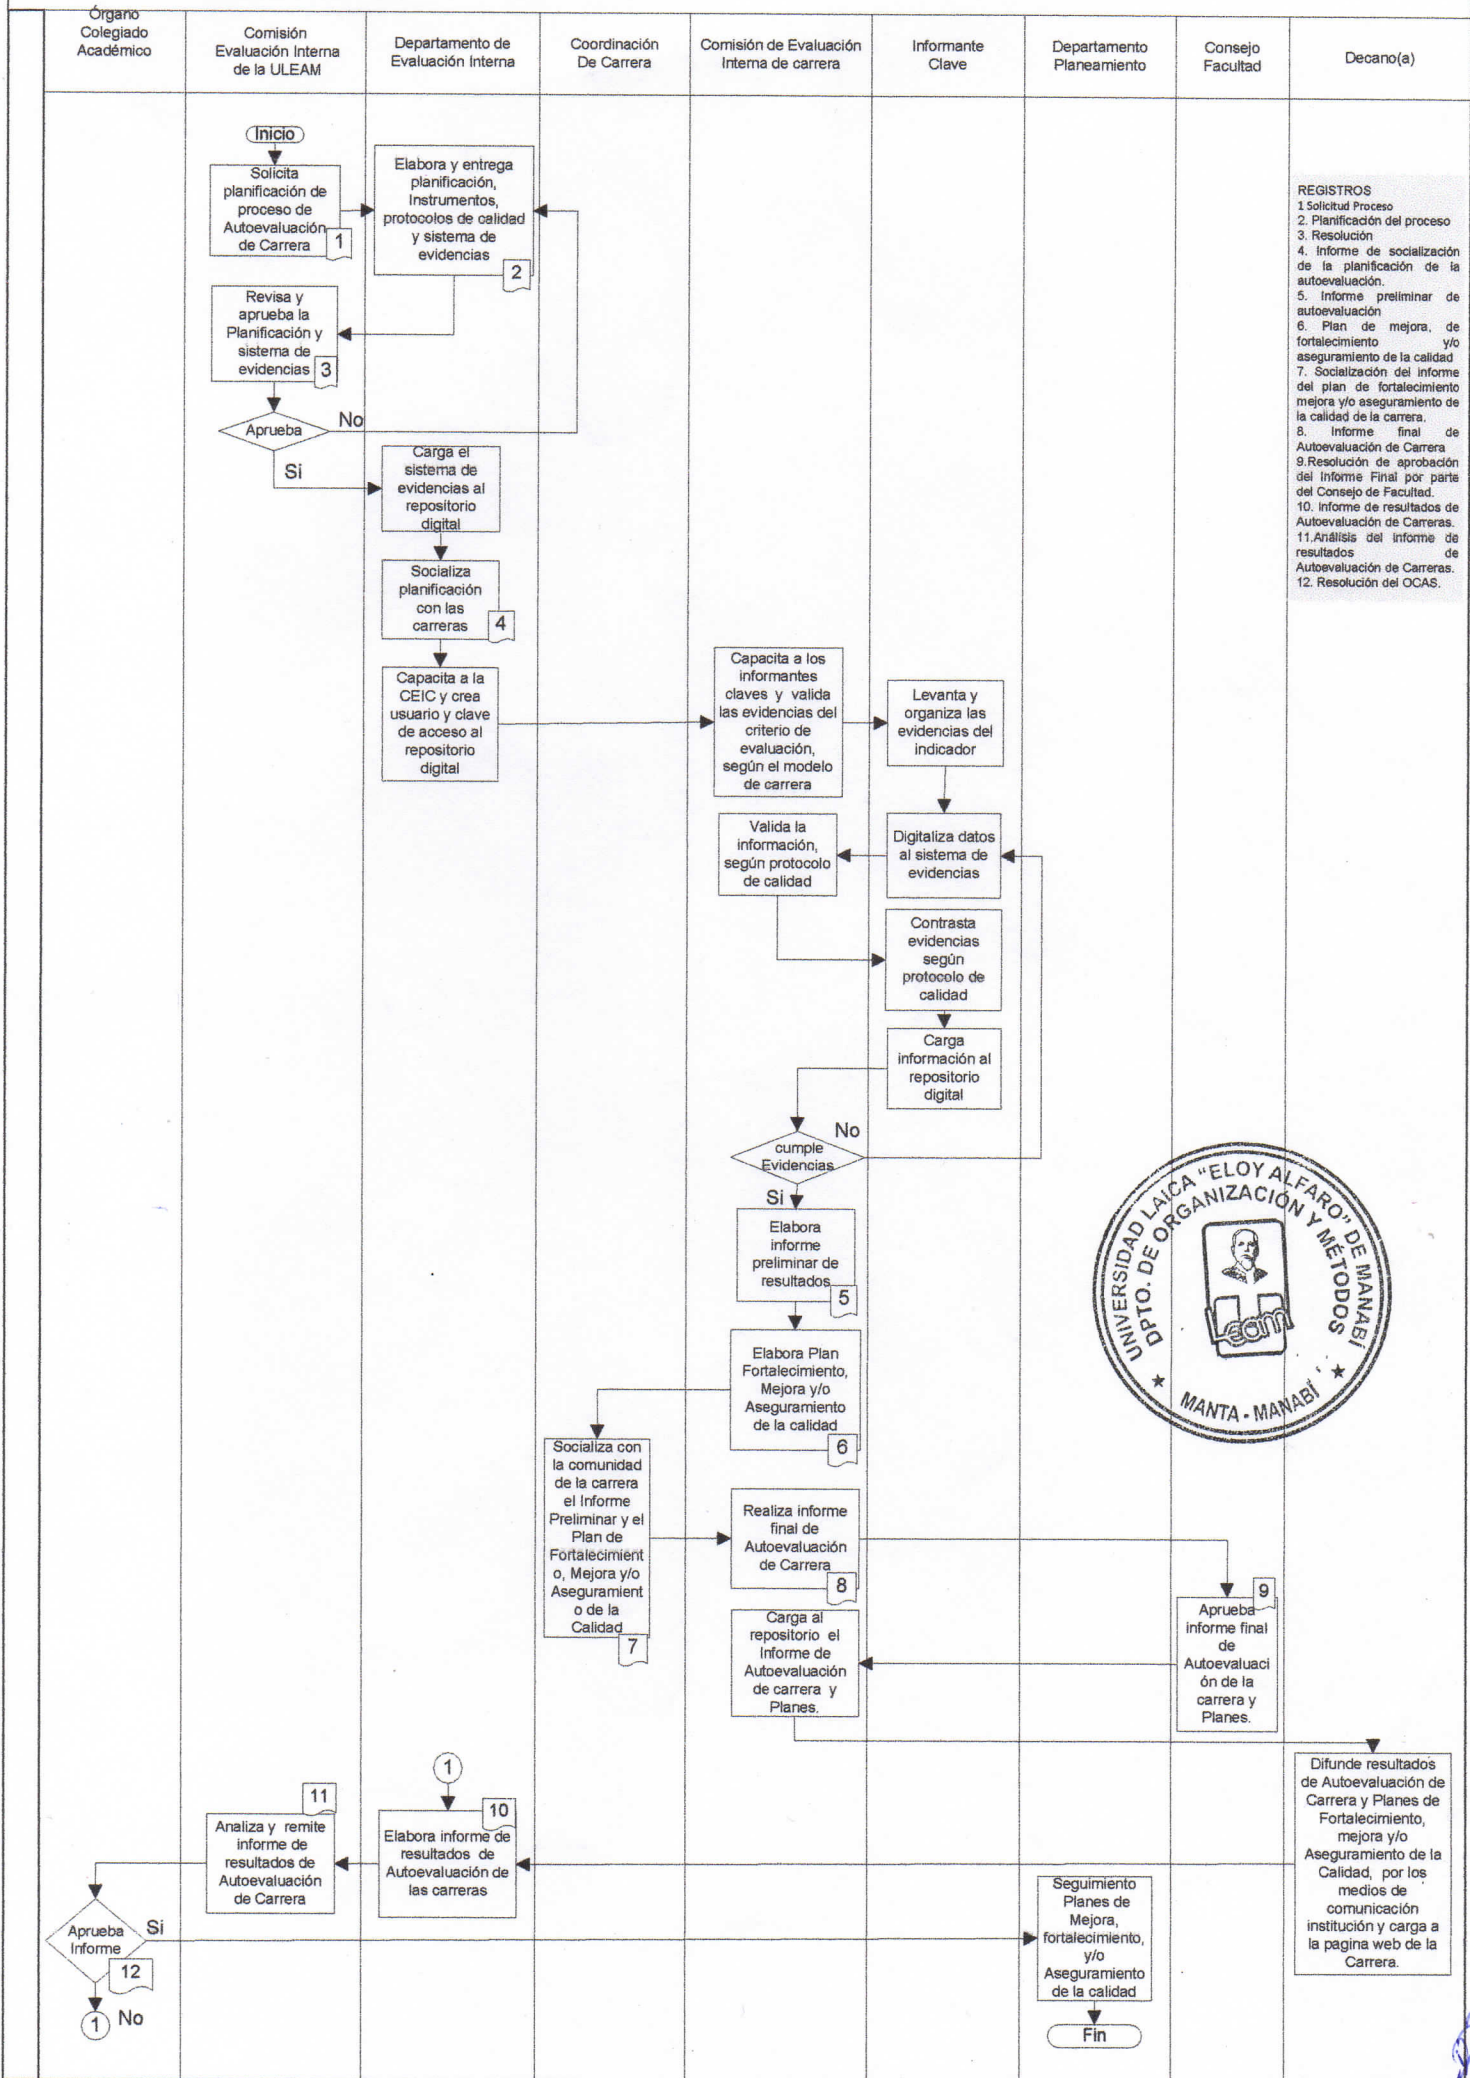 Órgano
Colegiado
Académico
Comisión
Evaluación Interna
de la ULEAM
Departamento de
Evaluación Interna
Coordinación
De Carrera
Comisión de Evaluación
Interna de carrera
Informante
Clave
Departamento
Planeamiento
Consejo
Facultad
Decano(a)
Inicio
Solicita
planificación de
proceso de
Autoevaluación
de Carrera
1
Elabora y entrega
planificación,
Instrumentos,
protocolos de calidad
y sistema de
evidencias
2
Revisa y
aprueba la
Planificación y
sistema de
evidencias
3
Aprueba
No
Si
REGISTROS
1 Solicitud Proceso
2. Planificación del proceso
3. Resolución
4. Informe de socialización
de la planificación de la
autoevaluación.
5. Informe preliminar de
autoevaluación
6. Plan de mejora, de
fortalecimiento y/o
aseguramiento de la calidad
7. Socialización del informe
del plan de fortalecimiento
mejora y/o aseguramiento de
la calidad de la carrera.
8. Informe final de
Autoevaluación de Carrera
9.Resolución de aprobación
del Informe Final por parte
del Consejo de Facultad.
10. Informe de resultados de
Autoevaluación de Carreras.
11.Análisis del informe de
resultados de
Autoevaluación de Carreras.
12. Resolución del OCAS.
Carga el
sistema de
evidencias al
repositorio
digital
Socializa
planificación
con las
carreras
4
Capacita a la
CEIC y crea
usuario y clave
de acceso al
repositorio
digital
Capacita a los
informantes
claves y valida
las evidencias del
criterio de
evaluación,
según el modelo
de carrera
Levanta y
organiza las
evidencias del
indicador
Valida la
información,
según protocolo
de calidad
Digitaliza datos
al sistema de
evidencias
Contrasta
evidencias
según
protocolo de
calidad
Carga
información al
repositorio
digital
cumple
Evidencias
No
Si
Elabora
informe
preliminar de
resultados
5
Elabora Plan
Fortalecimiento,
Mejora y/o
Aseguramiento
de la calidad
6
UNIVERSIDAD LAICA "ELOY ALFARO" DE MANABÍ
DPTO. DE ORGANIZACIÓN Y MÉTODOS
Uleam
★ MANTA - MANABÍ ★
Socializa con
la comunidad
de la carrera
el Informe
Preliminar y el
Plan de
Fortalecimient
o, Mejora y/o
Aseguramient
o de la
Calidad
7
Realiza informe
final de
Autoevaluación
de Carrera
8
9
Aprueba
informe final
de
Autoevaluaci
ón de la
carrera y
Planes.
Carga al
repositorio el
Informe de
Autoevaluación
de carrera y
Planes.
Difunde resultados
de Autoevaluación de
Carrera y Planes de
Fortalecimiento,
mejora y/o
Aseguramiento de la
Calidad, por los
medios de
comunicación
institución y carga a
la pagina web de la
Carrera.
1
10
Elabora informe de
resultados de
Autoevaluación de
las carreras
11
Analiza y remite
informe de
resultados de
Autoevaluación
de Carrera
Aprueba
Informe
12
Si
No
1
Seguimiento
Planes de
Mejora,
fortalecimiento,
y/o
Aseguramiento
de la calidad
Fin